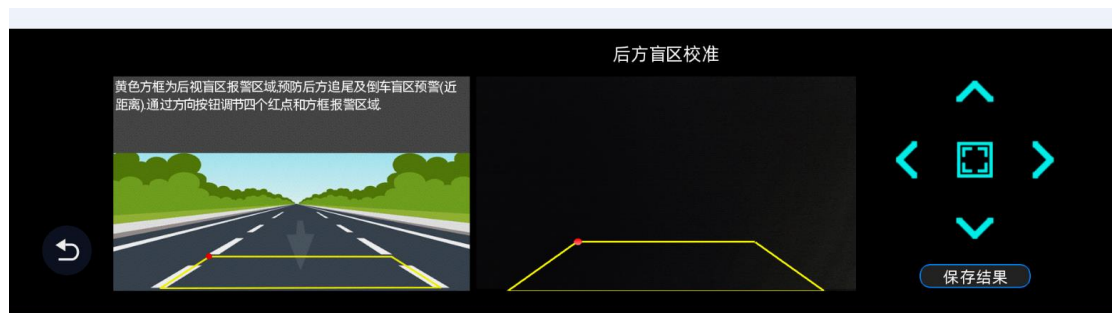 后方盲区校准
黄色方框为后视盲区报警区域,预防后方追尾及倒车盲区预警(近
距离).通过方向按钮调节四个红点和方框报警区域.
保存结果